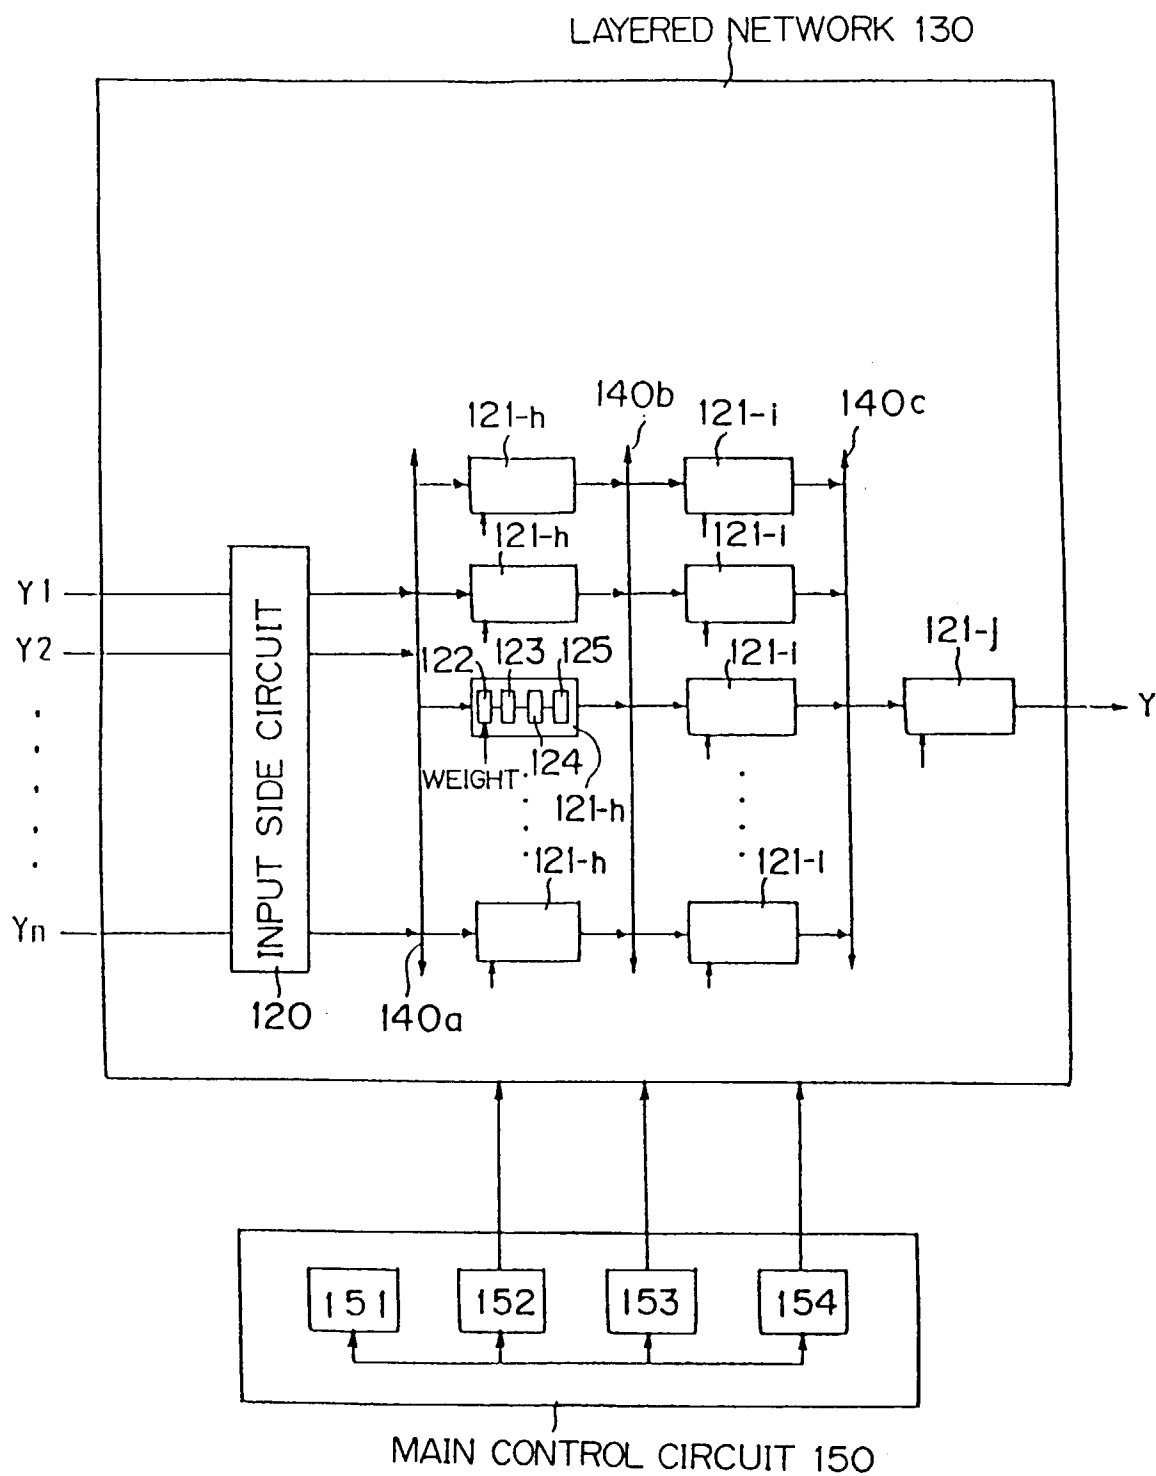 LAYERED NETWORK 130
140b
121-h
121-i
140c
121-h
121-i
Y1
121-j
Y2
122
123
125
121-i
Y
INPUT SIDE CIRCUIT
WEIGHT
124
121-h
121-h
121-i
Yn
120
140a
151
152
153
154
MAIN CONTROL CIRCUIT 150